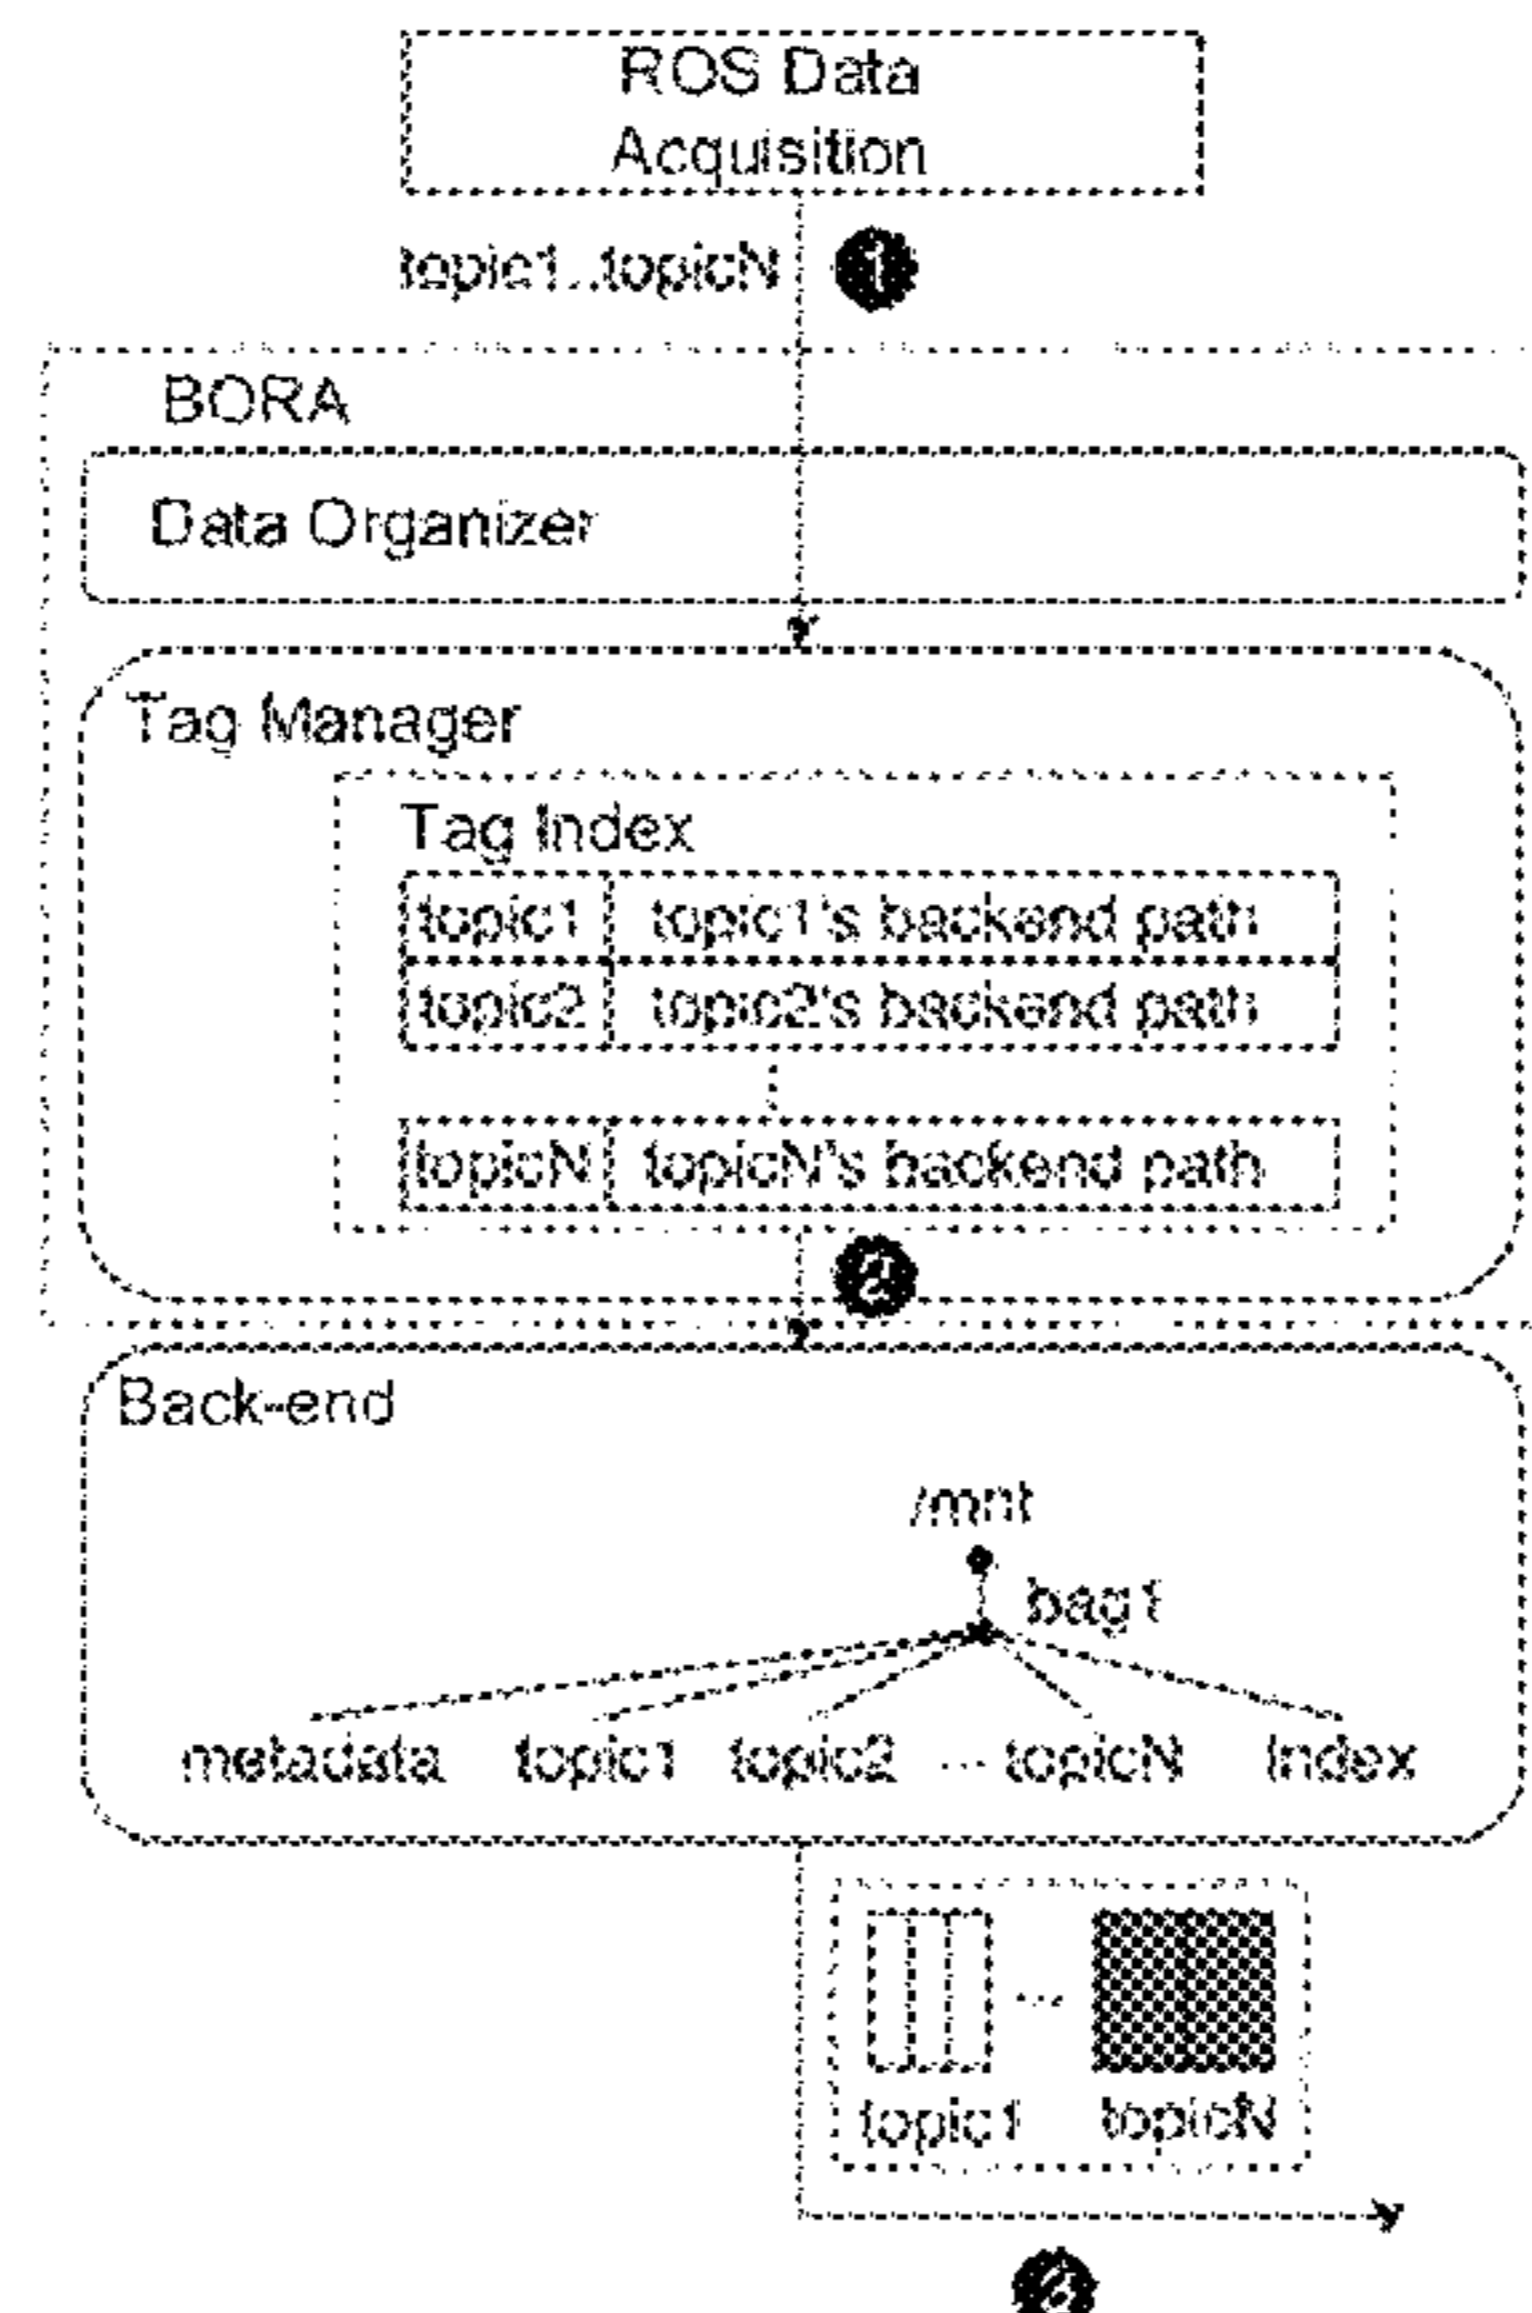 ROS Data
Acquisition
topic1..topicN
1
BORA
Data Organizer
Tag Manager
Tag Index
topic1 topic1's backend path
topic2 topic2's backend path
topicN topicN's backend path
2
Back-end
/mnt
bag1
metadata topic1 topic2 ... topicN index
...
topic1 topicN